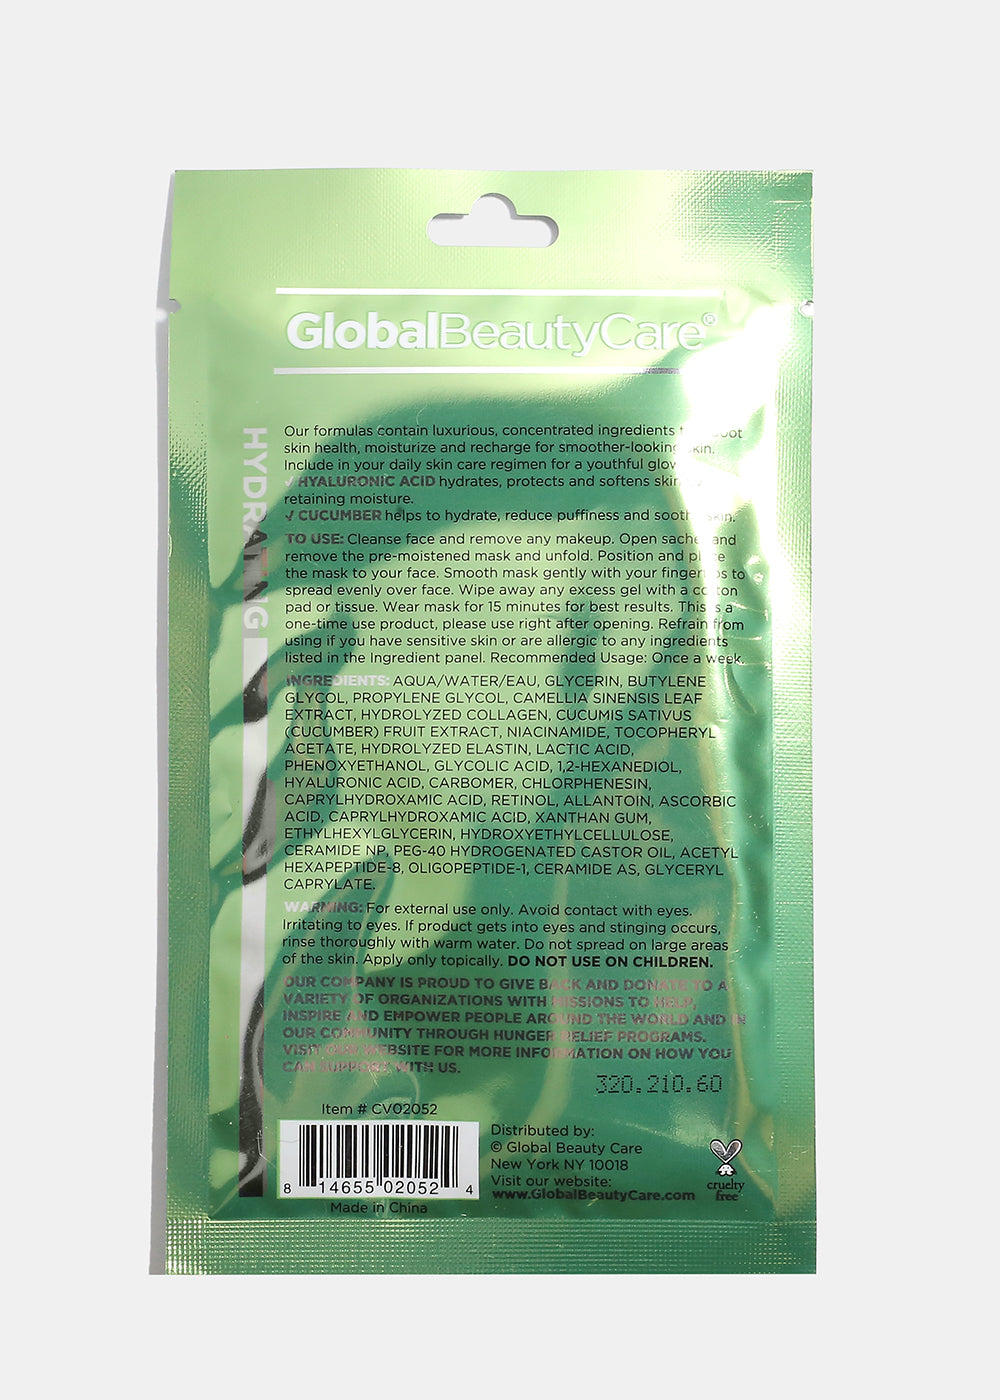 GlobalBeautyCare®
HYDRATING
Our formulas contain luxurious, concentrated ingredients
skin health, moisturize and recharge for smoother-looking skin.
Include in your daily skin care regimen for a youthful glow
✓ HYALURONIC ACID hydrates, protects and softens skin
retaining moisture.
✓ CUCUMBER helps to hydrate, reduce puffiness and sooth skin.
TO USE: Cleanse face and remove any makeup. Open sachet and
remove the pre-moistened mask and unfold. Position and place
the mask to your face. Smooth mask gently with your fingertips to
spread evenly over face. Wipe away any excess gel with a cotton
pad or tissue. Wear mask for 15 minutes for best results. This is a
one-time use product, please use right after opening. Refrain from
using if you have sensitive skin or are allergic to any ingredients
listed in the Ingredient panel. Recommended Usage: Once a week.
INGREDIENTS: AQUA/WATER/EAU, GLYCERIN, BUTYLENE
GLYCOL, PROPYLENE GLYCOL, CAMELLIA SINENSIS LEAF
EXTRACT, HYDROLYZED COLLAGEN, CUCUMIS SATIVUS
(CUCUMBER) FRUIT EXTRACT, NIACINAMIDE, TOCOPHERYL
ACETATE, HYDROLYZED ELASTIN, LACTIC ACID,
PHENOXYETHANOL, GLYCOLIC ACID, 1,2-HEXANEDIOL,
HYALURONIC ACID, CARBOMER, CHLORPHENESIN,
CAPRYLHYDROXAMIC ACID, RETINOL, ALLANTOIN, ASCORBIC
ACID, CAPRYLHYDROXAMIC ACID, XANTHAN GUM,
ETHYLHEXYLGLYCERIN, HYDROXYETHYLCELLULOSE,
CERAMIDE NP, PEG-40 HYDROGENATED CASTOR OIL, ACETYL
HEXAPEPTIDE-8, OLIGOPEPTIDE-1, CERAMIDE AS, GLYCERYL
CAPRYLATE.
WARNING: For external use only. Avoid contact with eyes.
Irritating to eyes. If product gets into eyes and stinging occurs,
rinse thoroughly with warm water. Do not spread on large areas
of the skin. Apply only topically. DO NOT USE ON CHILDREN.
OUR COMPANY IS PROUD TO GIVE BACK AND DONATE TO A
VARIETY OF ORGANIZATIONS WITH MISSIONS TO HELP,
INSPIRE AND EMPOWER PEOPLE AROUND THE WORLD AND IN
OUR COMMUNITY THROUGH HUNGER RELIEF PROGRAMS.
VISIT OUR WEBSITE FOR MORE INFORMATION ON HOW YOU
CAN SUPPORT WITH US.
320.210.60
Item # CV02052
8 14655 02052 4
Made in China
Distributed by:
© Global Beauty Care
New York NY 10018
Visit our website:
www.GlobalBeautyCare.com
cruelty
free